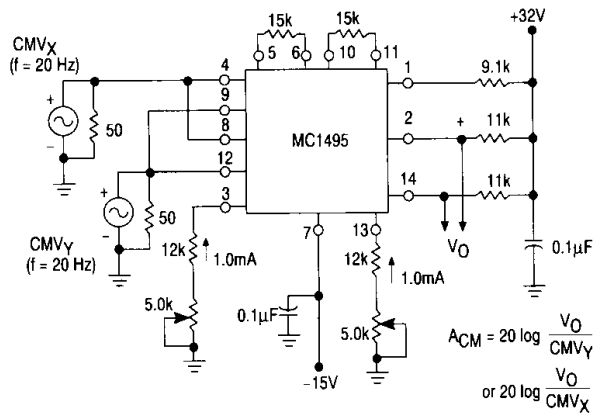 15k 15k +32V
CMVX
(f = 20 Hz)
4 5 6 10 11 1 9.1k
+
–
50
9
8
12
3
MC1495
2 + 11k
14 11k
+
–
50
CMVY
(f = 20 Hz)
12k 1.0mA
7 13
12k 1.0mA
VO
0.1µF
5.0k
0.1µF
5.0k
–15V
ACM = 20 log VO
CMVY
or 20 log VO
CMVX